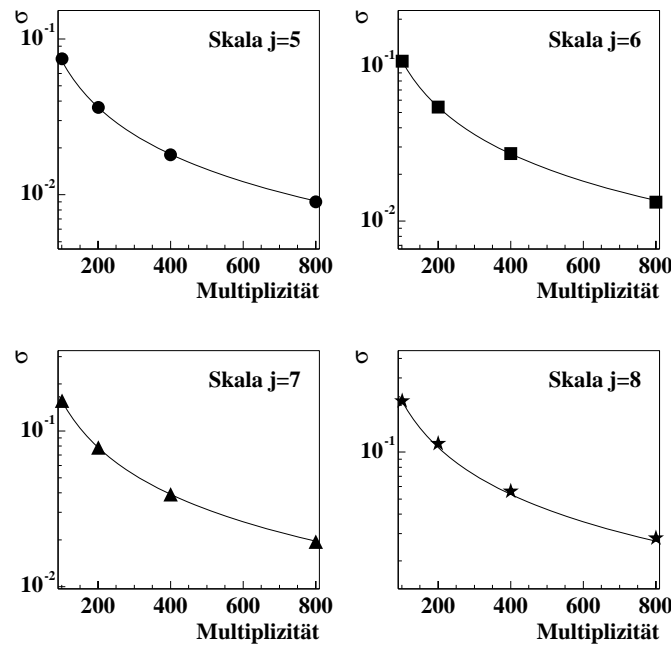 σ
Skala j=5
10⁻¹
10⁻²
200 400 600 800
Multiplizität
σ
Skala j=6
10⁻¹
10⁻²
200 400 600 800
Multiplizität
σ
Skala j=7
10⁻¹
10⁻²
200 400 600 800
Multiplizität
σ
Skala j=8
10⁻¹
200 400 600 800
Multiplizität